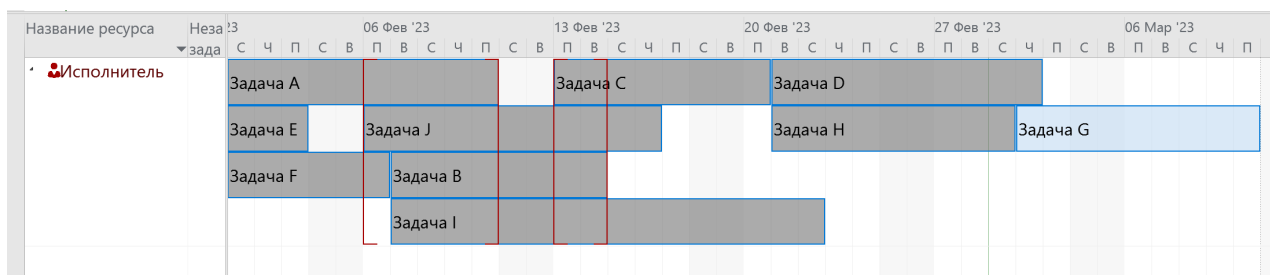 Название ресурса Неза 23 06 Фев '23 13 Фев '23 20 Фев '23 27 Фев '23 06 Мар '23
зада С Ч П С В П В С Ч П С В П В С Ч П С В П В С Ч П С В П В С Ч П С В П В С Ч П
Исполнитель Задача A Задача C Задача D
Задача E Задача J Задача H Задача G
Задача F Задача B
Задача I